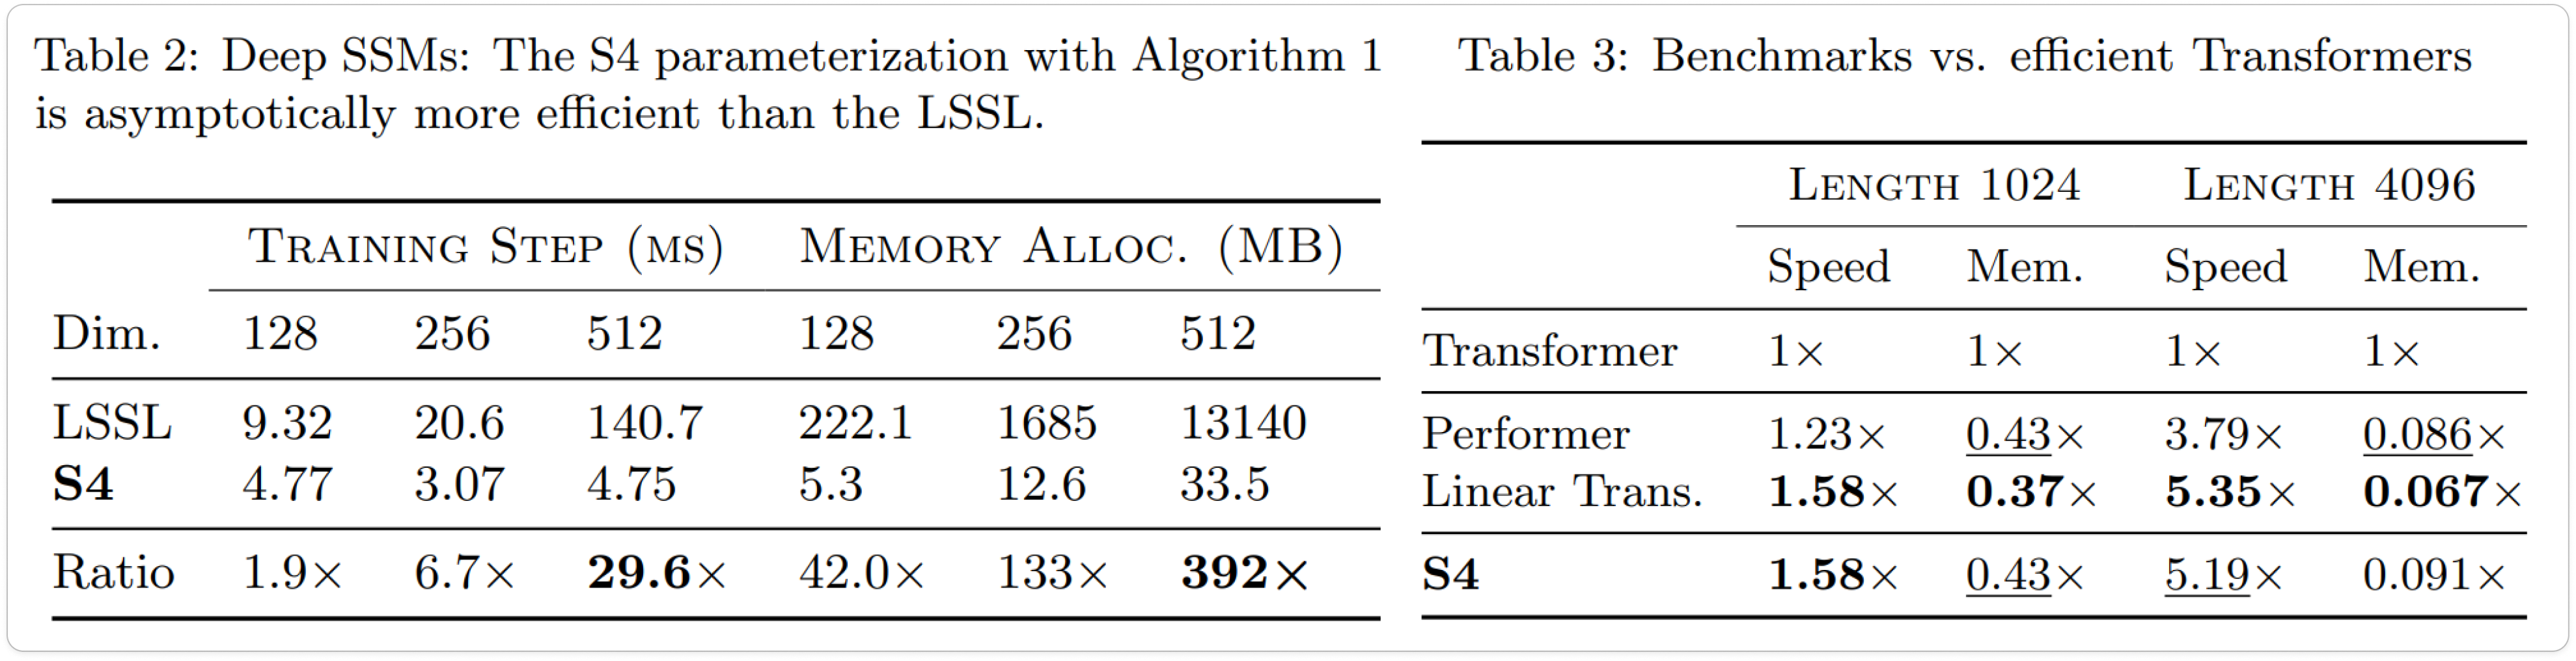 Table 2: Deep SSMs: The S4 parameterization with Algorithm 1
is asymptotically more efficient than the LSSL.
TRAINING STEP (MS) MEMORY ALLOC. (MB)
Dim. 128 256 512 128 256 512
LSSL 9.32 20.6 140.7 222.1 1685 13140
S4 4.77 3.07 4.75 5.3 12.6 33.5
Ratio 1.9× 6.7× 29.6× 42.0× 133× 392×
Table 3: Benchmarks vs. efficient Transformers
LENGTH 1024 LENGTH 4096
Speed Mem. Speed Mem.
Transformer 1× 1× 1× 1×
Performer 1.23× 0.43× 3.79× 0.086×
Linear Trans. 1.58× 0.37× 5.35× 0.067×
S4 1.58× 0.43× 5.19× 0.091×